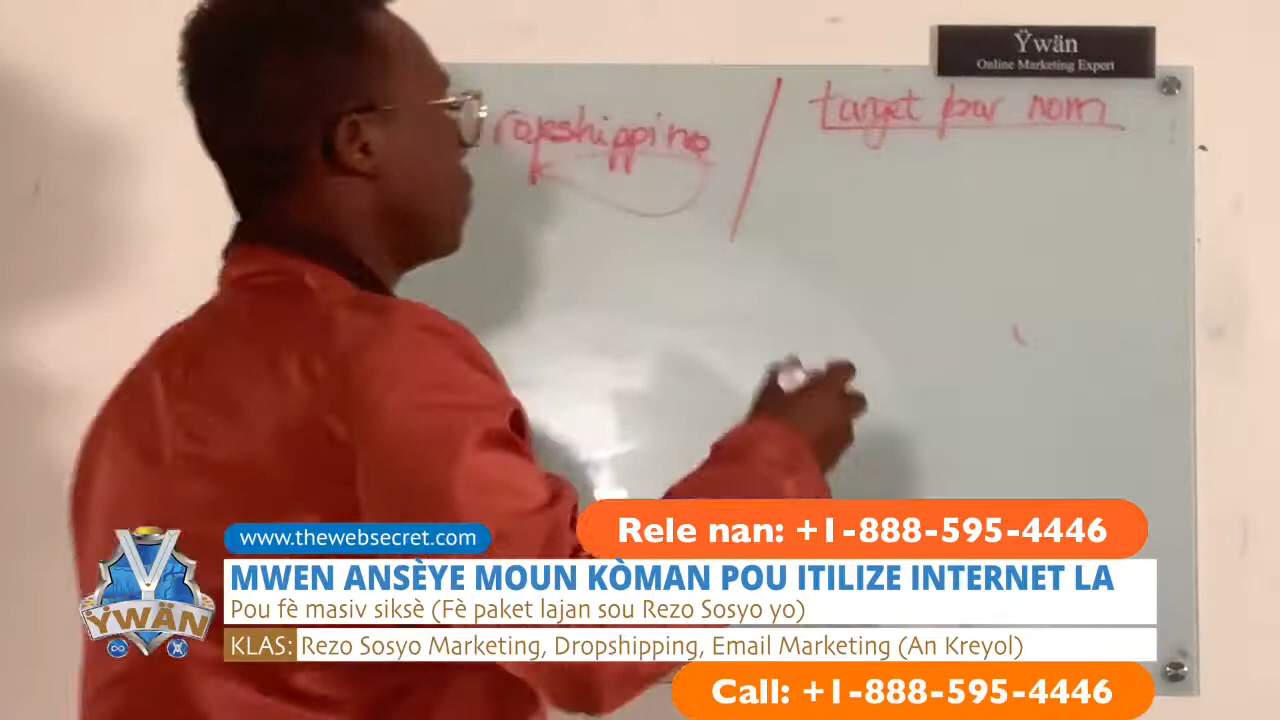 Ÿwän
Online Marketing Expert
target par nom
www.thewebsecret.com
Rele nan: +1-888-595-4446
MWEN ANSÈYE MOUN KÒMAN POU ITILIZE INTERNET LA
Pou fè masiv siksè (Fè paket lajan sou Rezo Sosyo yo)
ŸWÄN
KLAS: Rezo Sosyo Marketing, Dropshipping, Email Marketing (An Kreyol)
Call: +1-888-595-4446